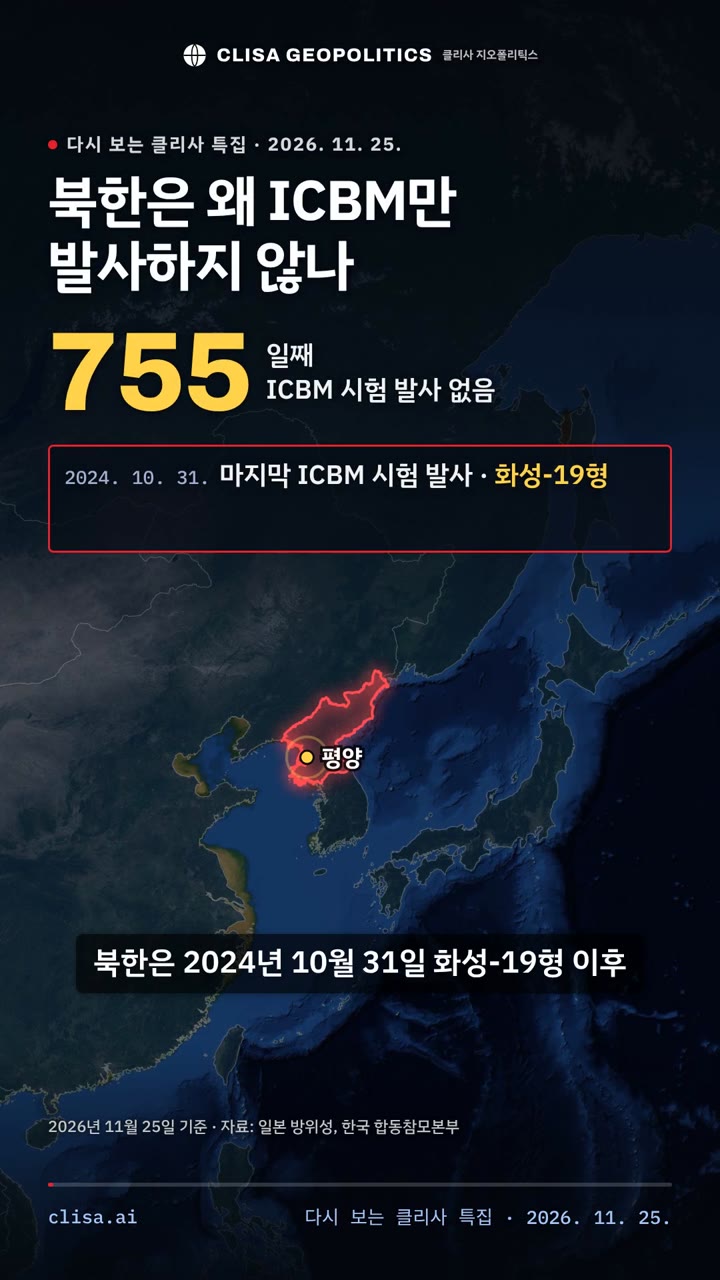 CLISA GEOPOLITICS 클리사 지오폴리틱스
다시 보는 클리사 특집 · 2026. 11. 25.
북한은 왜 ICBM만
발사하지 않나
755 일째
ICBM 시험 발사 없음
2024. 10. 31. 마지막 ICBM 시험 발사 · 화성-19형
평양
북한은 2024년 10월 31일 화성-19형 이후
2026년 11월 25일 기준 · 자료: 일본 방위성, 한국 합동참모본부
clisa.ai 다시 보는 클리사 특집 · 2026. 11. 25.